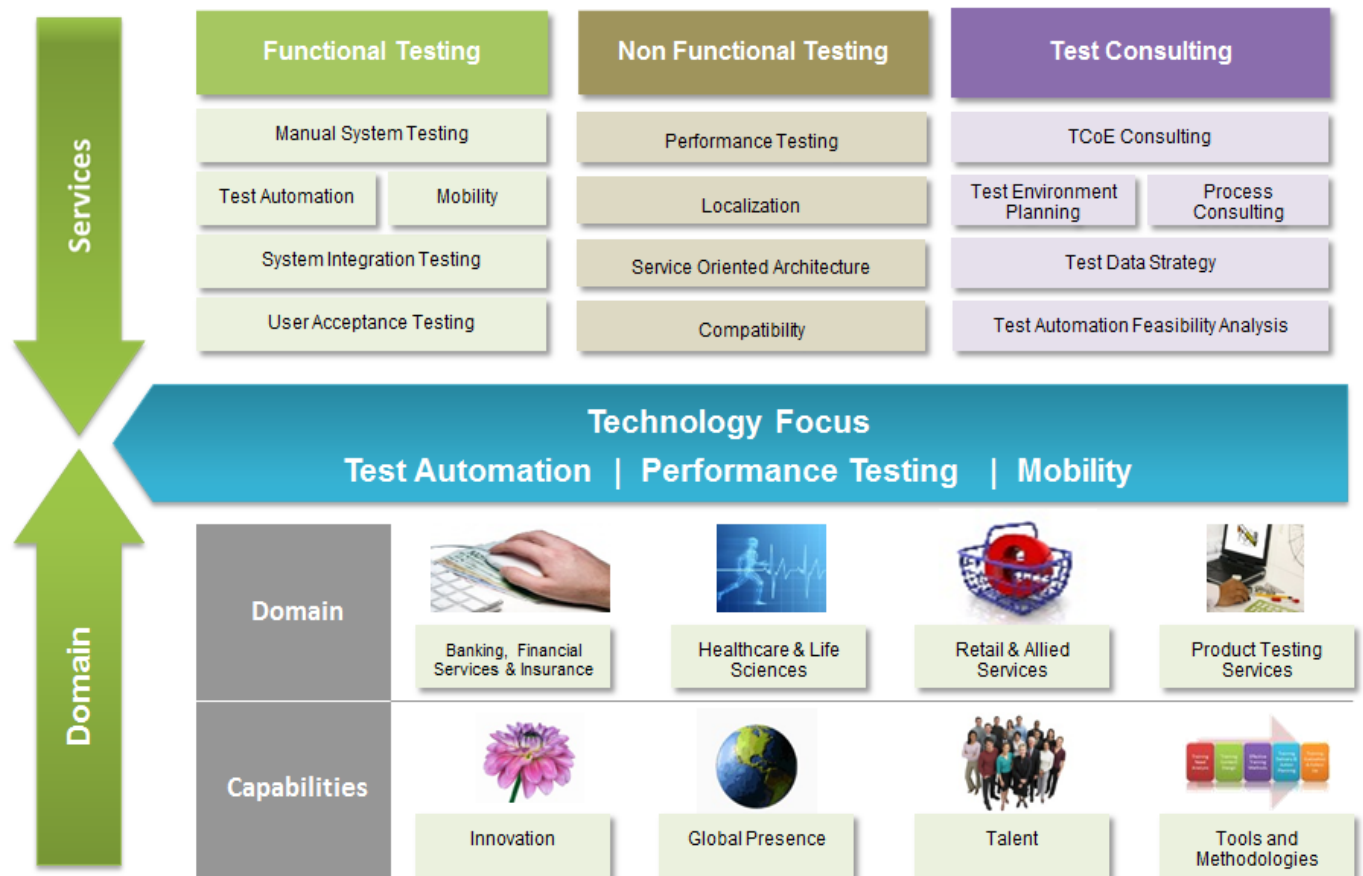 Services
Functional Testing
Non Functional Testing
Test Consulting
Manual System Testing
Test Automation
Mobility
System Integration Testing
User Acceptance Testing
Performance Testing
Localization
Service Oriented Architecture
Compatibility
TCoE Consulting
Test Environment
Planning
Process
Consulting
Test Data Strategy
Test Automation Feasibility Analysis
Technology Focus
Test Automation | Performance Testing | Mobility
Domain
Domain
Banking, Financial
Services & Insurance
Healthcare & Life
Sciences
Retail & Allied
Services
Product Testing
Services
Capabilities
Innovation
Global Presence
Talent
Tools and
Methodologies